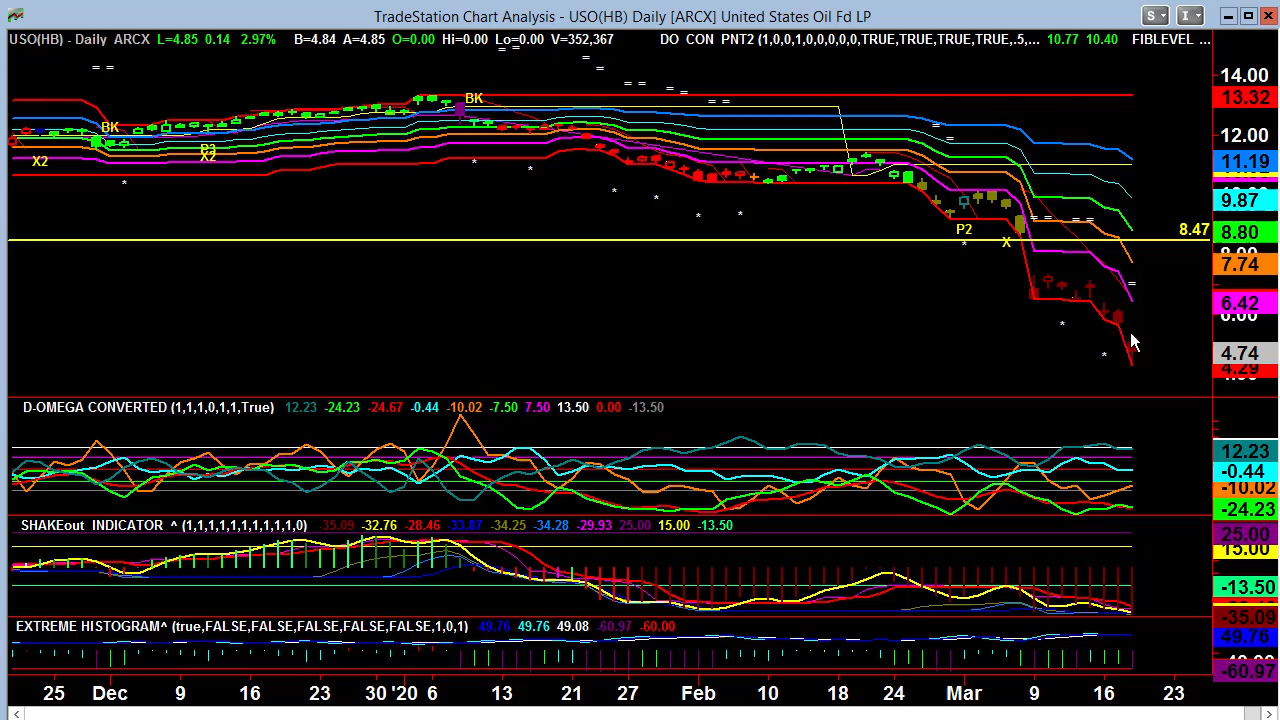 TradeStation Chart Analysis - USO(HB) Daily [ARCX] United States Oil Fd LP
S I
USO(HB) - Daily ARCX L=4.85 0.14 2.97% B=4.84 A=4.85 O=0.00 Hi=0.00 Lo=0.00 V=352,367 DO CON PNT2 (1,0,0,1,0,0,0,0,0,TRUE,TRUE,TRUE,TRUE,.5,... 10.77 10.40 FIBLEVEL ...
14.00
13.32
BK
BK
12.00
P3
X2
X2
11.19
9.87
P2
8.47
8.80
X
7.74
6.42
6.00
4.74
4.29
D-OMEGA CONVERTED (1,1,1,0,1,1,True) 12.23 -24.23 -24.67 -0.44 -10.02 -7.50 7.50 13.50 0.00 -13.50
12.23
-0.44
-10.02
-24.23
SHAKEout INDICATOR ^ (1,1,1,1,1,1,1,1,1,1,0) -35.09 -32.76 -28.46 -33.87 -34.25 -34.28 -29.93 25.00 15.00 -13.50
25.00
15.00
-13.50
-35.09
EXTREME HISTOGRAM^ (true,FALSE,FALSE,FALSE,FALSE,FALSE,1,0,1) 49.76 49.76 49.08 -60.97 -60.00
49.76
-60.97
25 Dec 9 16 23 30 '20 6 13 21 27 Feb 10 18 24 Mar 9 16 23